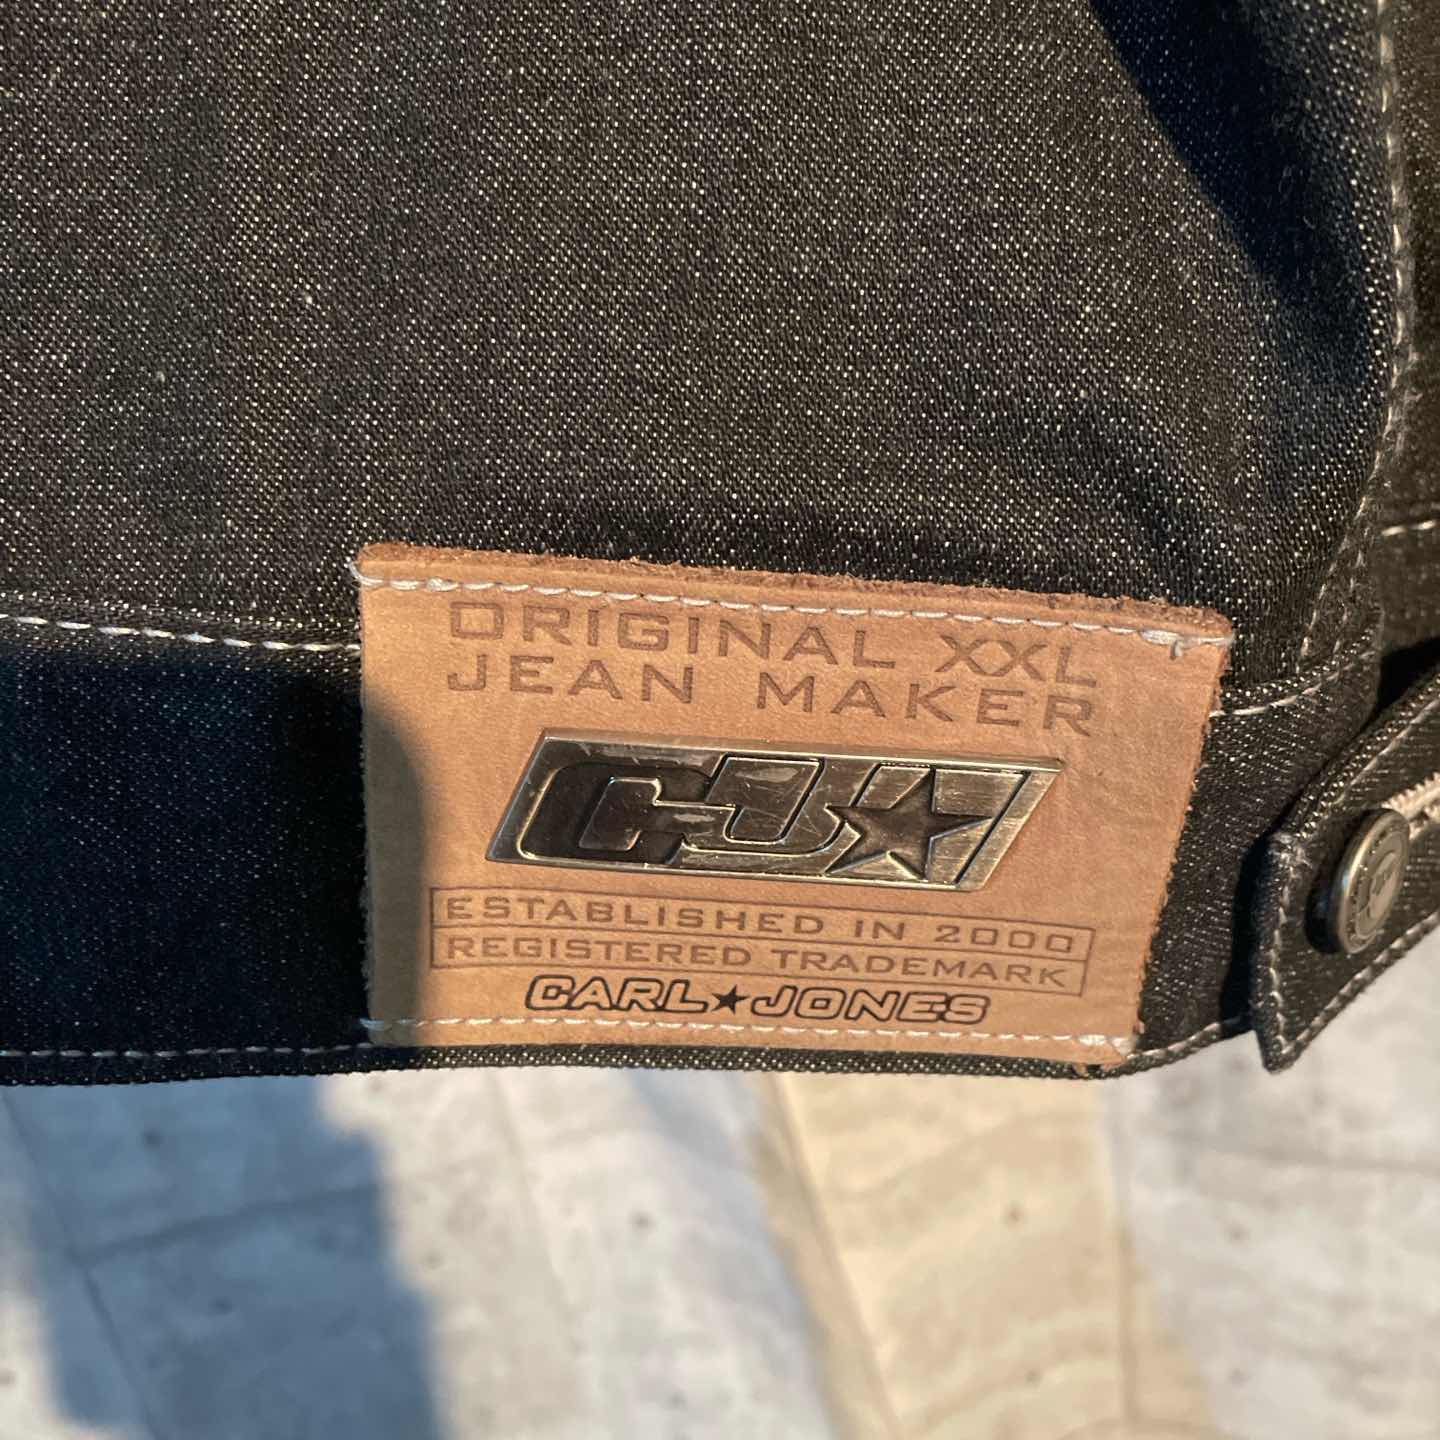 ORIGINAL XXL
JEAN MAKER
CJ
ESTABLISHED IN 2000
REGISTERED TRADEMARK
CARL★JONES